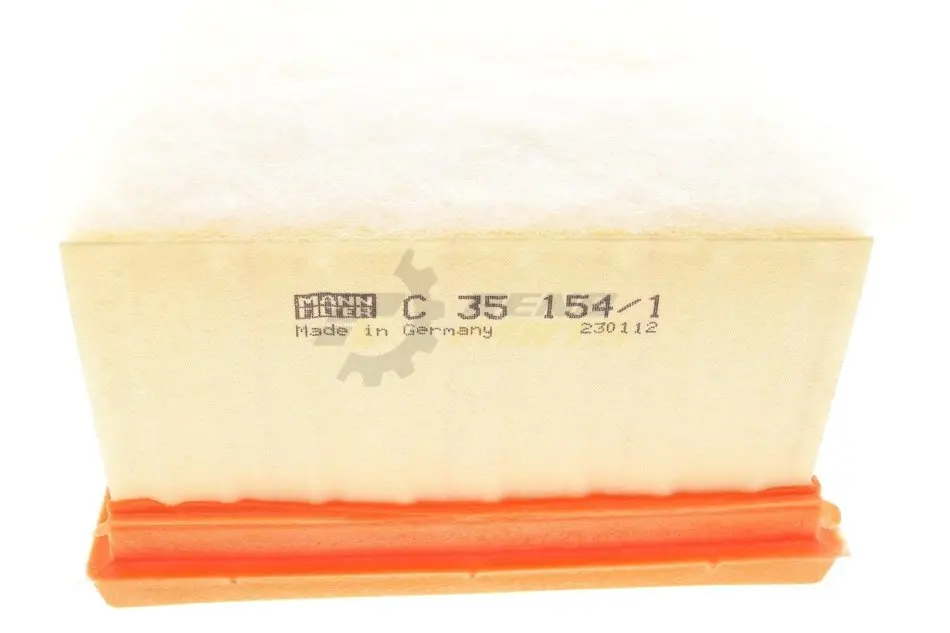 MANN FILTER C 35 154/1
Made in Germany 230112